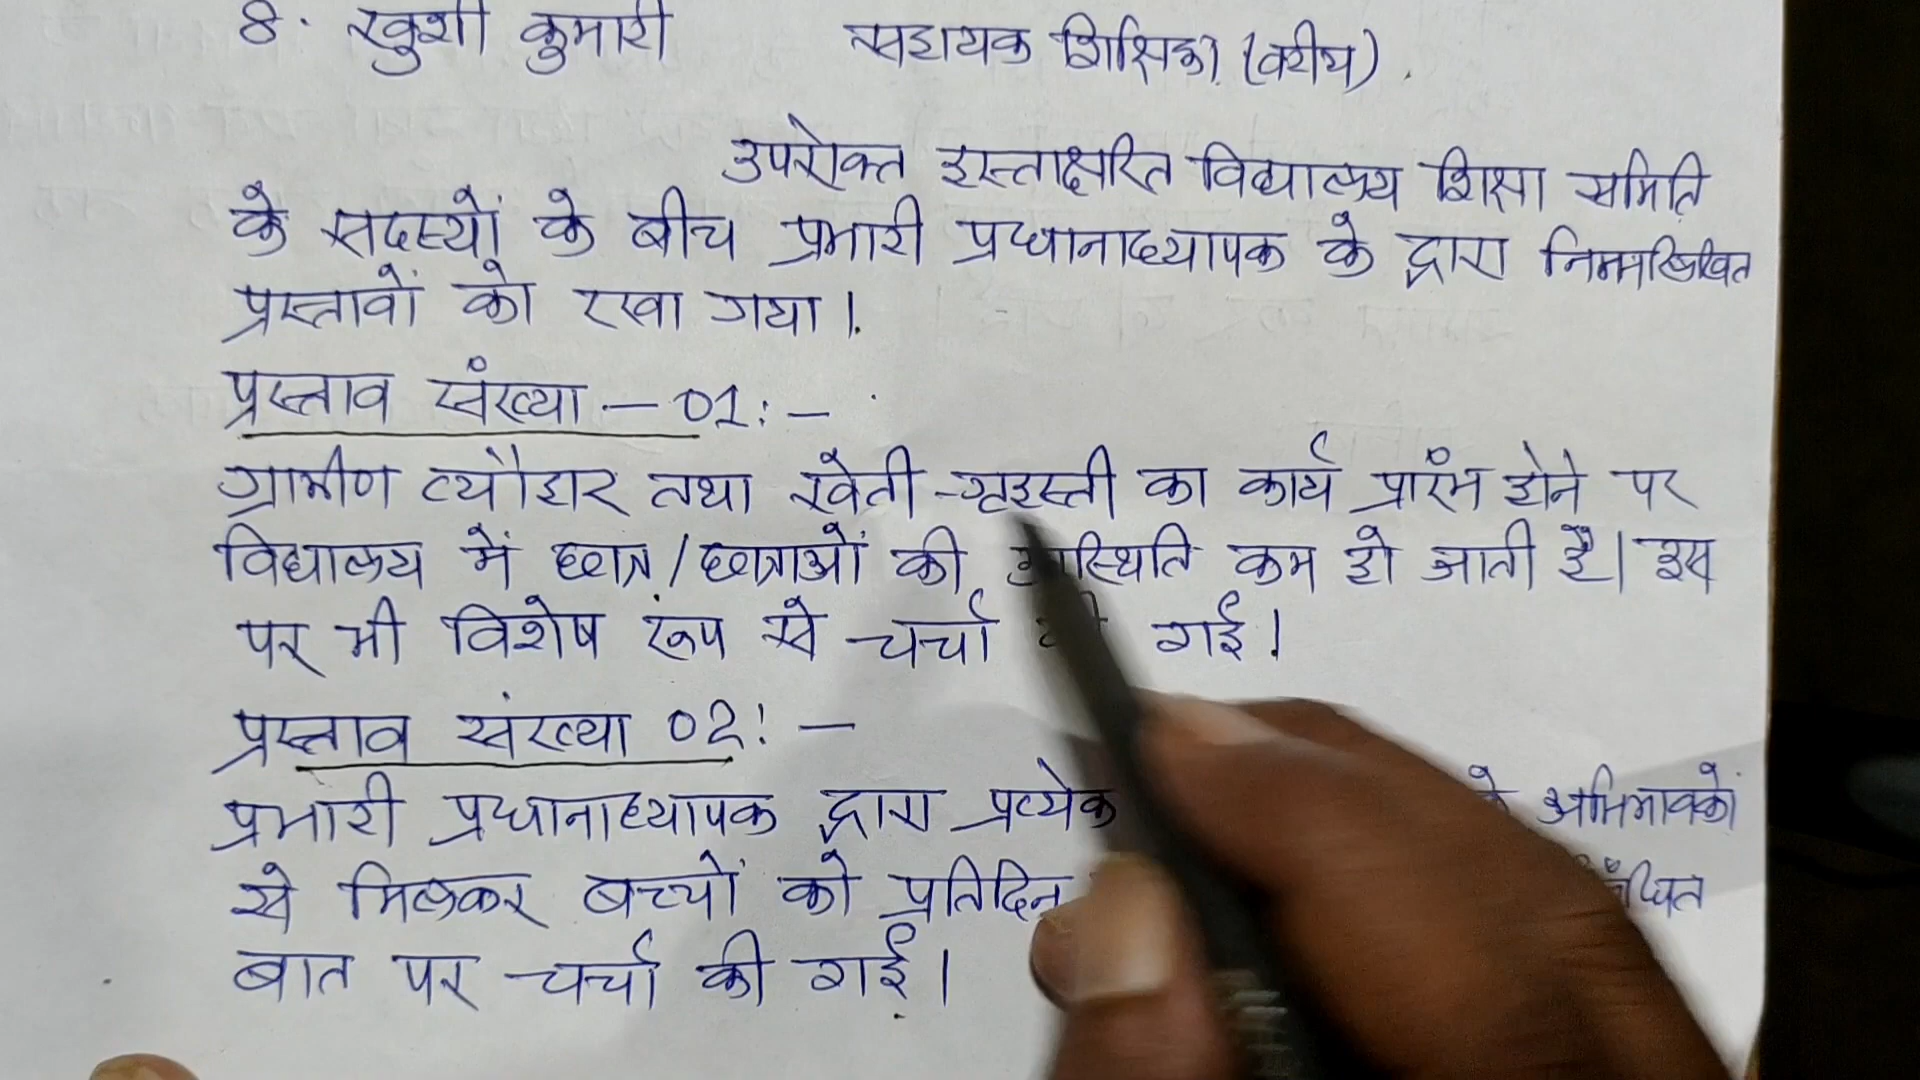 8. खुशी कुमारी सहायक शिक्षिका (वरीय).
उपरोक्त हस्ताक्षरित विद्यालय शिक्षा समिति
के सदस्यों के बीच प्रभारी प्रधानाध्यापक के द्वारा निम्नलिखित
प्रस्तावों को रखा गया।
प्रस्ताव संख्या - 01: -
ग्रामीण त्यौहार तथा खेती-गृहस्ती का कार्य प्रारंभ होने पर
विद्यालय में छात्र/छात्राओं की कम हो जाती है। इस
पर भी विशेष रूप से चर्चा गई।
प्रस्ताव संख्या 02: -
प्रभारी प्रधानाध्यापक द्वारा प्रत्येक के अभिभावकों
से मिलकर बच्चों को प्रतिदिन
बात पर चर्चा की गई।